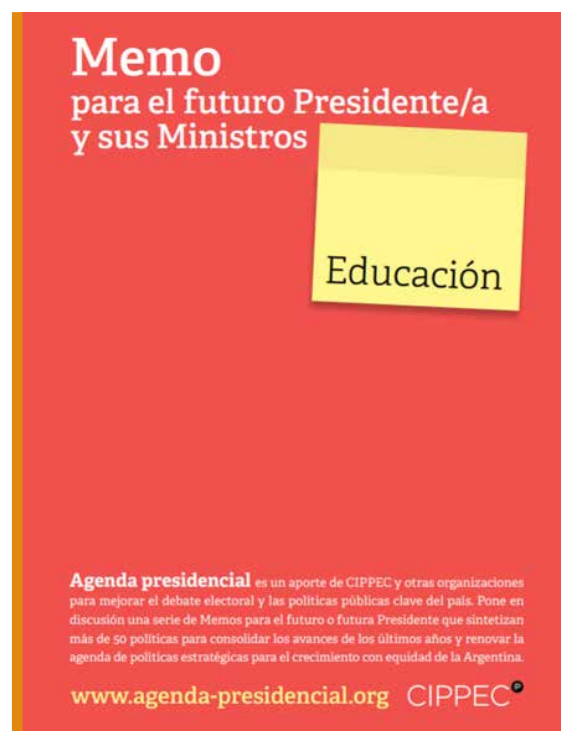 Memo
para el futuro Presidente/a
y sus Ministros
Educación
Agenda presidencial es un aporte de CIPPEC y otras organizaciones
para mejorar el debate electoral y las políticas públicas clave del país. Pone en
discusión una serie de Memos para el futuro o futura Presidente que sintetizan
más de 50 políticas para consolidar los avances de los últimos años y renovar la
agenda de políticas estratégicas para el crecimiento con equidad de la Argentina.
www.agenda-presidencial.org CIPPEC P